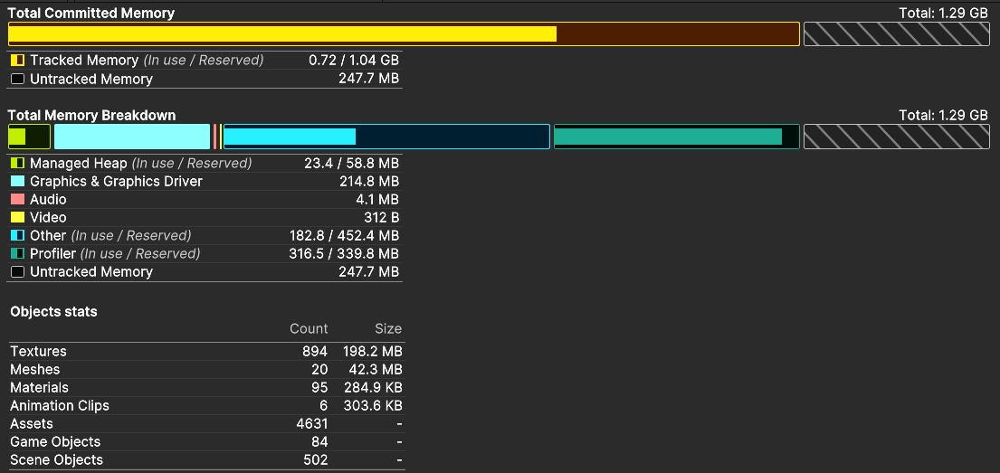 Total Committed Memory Total: 1.29 GB
Tracked Memory (In use / Reserved) 0.72 / 1.04 GB
Untracked Memory 247.7 MB
Total Memory Breakdown Total: 1.29 GB
Managed Heap (In use / Reserved) 23.4 / 58.8 MB
Graphics & Graphics Driver 214.8 MB
Audio 4.1 MB
Video 312 B
Other (In use / Reserved) 182.8 / 452.4 MB
Profiler (In use / Reserved) 316.5 / 339.8 MB
Untracked Memory 247.7 MB
Objects stats
Count Size
Textures 894 198.2 MB
Meshes 20 42.3 MB
Materials 95 284.9 KB
Animation Clips 6 303.6 KB
Assets 4631 -
Game Objects 84 -
Scene Objects 502 -